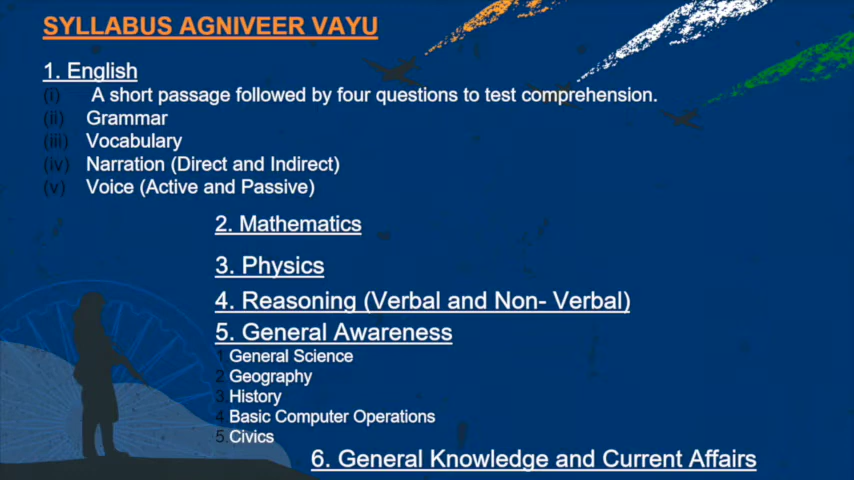 SYLLABUS AGNIVEER VAYU
1. English
(i) A short passage followed by four questions to test comprehension.
(ii) Grammar
(iii) Vocabulary
(iv) Narration (Direct and Indirect)
(v) Voice (Active and Passive)
2. Mathematics
3. Physics
4. Reasoning (Verbal and Non- Verbal)
5. General Awareness
1. General Science
2. Geography
3. History
4. Basic Computer Operations
5. Civics
6. General Knowledge and Current Affairs